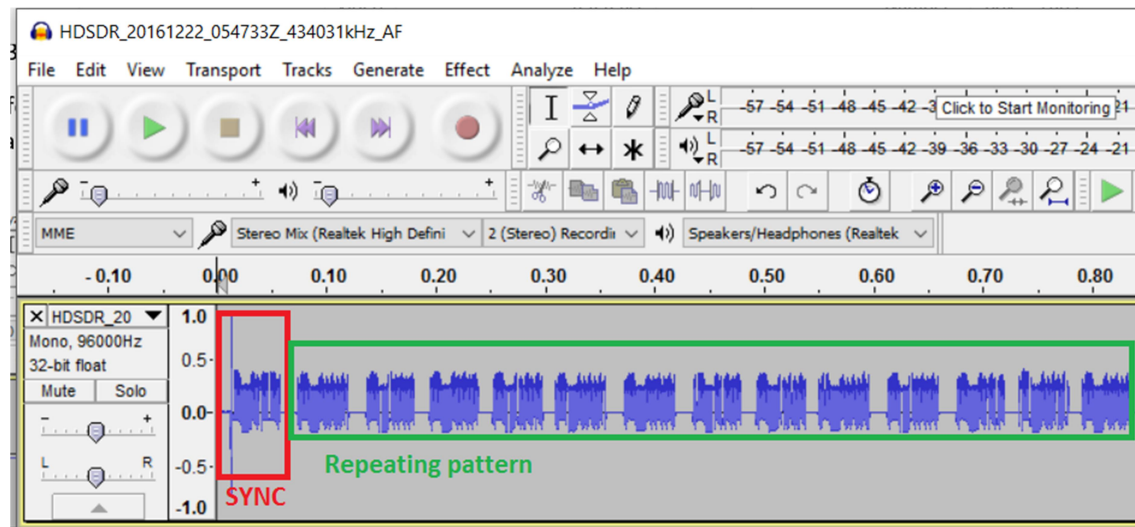 HDSDR_20161222_054733Z_434031kHz_AF
File Edit View Transport Tracks Generate Effect Analyze Help
L R -57 -54 -51 -48 -45 -42 Click to Start Monitoring 21
L R -57 -54 -51 -48 -45 -42 -39 -36 -33 -30 -27 -24 -21
MME Stereo Mix (Realtek High Defini 2 (Stereo) Recordin Speakers/Headphones (Realtek
-0.10 0.00 0.10 0.20 0.30 0.40 0.50 0.60 0.70 0.80
X HDSDR_20 1.0
Mono, 96000Hz
32-bit float 0.5
Mute Solo
- + 0.0
L R -0.5
Repeating pattern
SYNC
-1.0